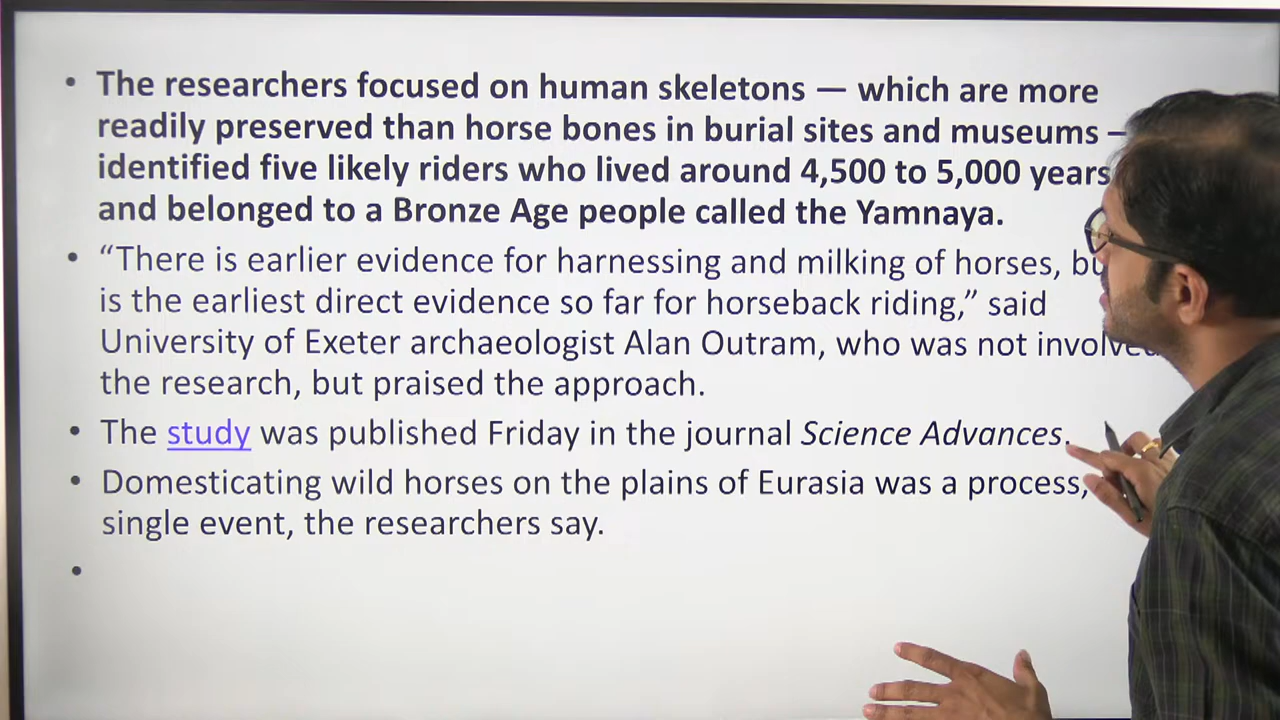 • The researchers focused on human skeletons — which are more
readily preserved than horse bones in burial sites and museums –
identified five likely riders who lived around 4,500 to 5,000 years
and belonged to a Bronze Age people called the Yamnaya.
• “There is earlier evidence for harnessing and milking of horses,
is the earliest direct evidence so far for horseback riding,” said
University of Exeter archaeologist Alan Outram, who was not involved
the research, but praised the approach.
• The study was published Friday in the journal Science Advances.
• Domesticating wild horses on the plains of Eurasia was a process,
single event, the researchers say.
•